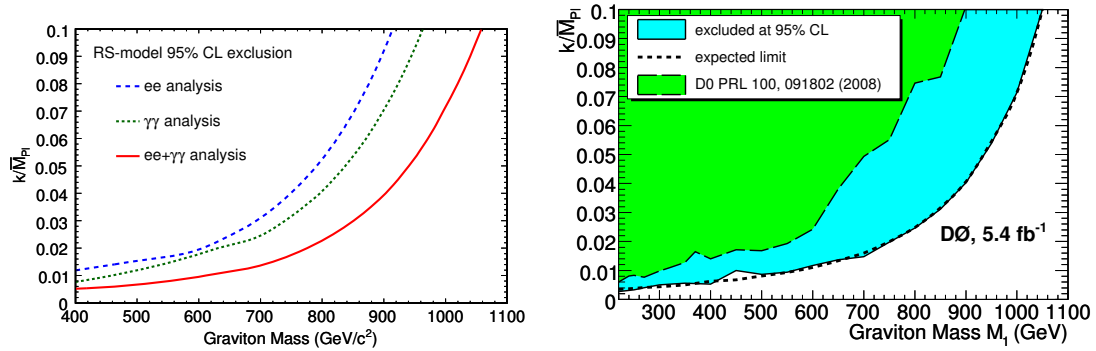 k/M̅Pl
0.1
0.09
0.08
0.07
0.06
0.05
0.04
0.03
0.02
0.01
0
RS-model 95% CL exclusion
ee analysis
γγ analysis
ee+γγ analysis
400 500 600 700 800 900 1000 1100
Graviton Mass (GeV/c²)
k/M̅Pl
0.1
0.09
0.08
0.07
0.06
0.05
0.04
0.03
0.02
0.01
0
excluded at 95% CL
expected limit
D0 PRL 100, 091802 (2008)
DØ, 5.4 fb⁻¹
300 400 500 600 700 800 900 1000 1100
Graviton Mass M₁ (GeV)